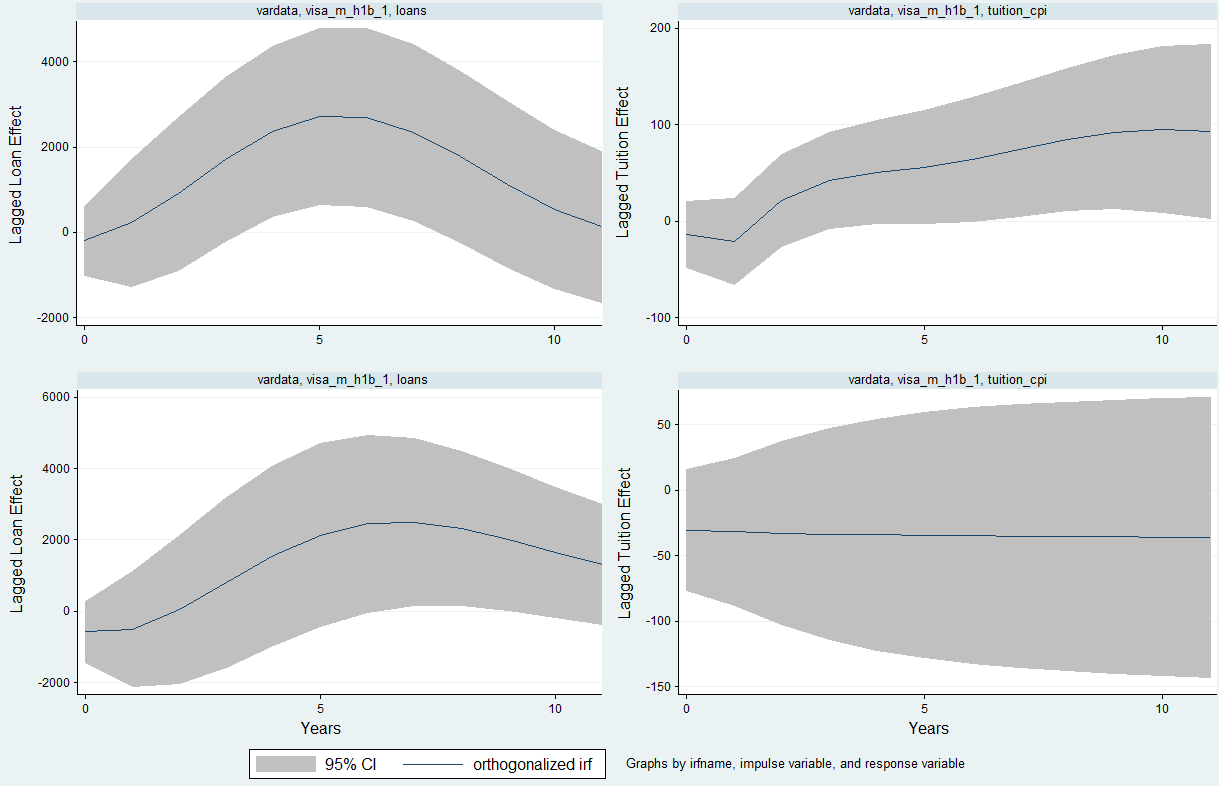 vardata, visa_m_h1b_1, loans
Lagged Loan Effect
4000
2000
0
-2000
0 5 10
vardata, visa_m_h1b_1, tuition_cpi
Lagged Tuition Effect
200
100
0
-100
0 5 10
vardata, visa_m_h1b_1, loans
Lagged Loan Effect
6000
4000
2000
0
-2000
0 5 10
Years
vardata, visa_m_h1b_1, tuition_cpi
Lagged Tuition Effect
50
0
-50
-100
-150
0 5 10
Years
95% CI orthogonalized irf
Graphs by irfname, impulse variable, and response variable